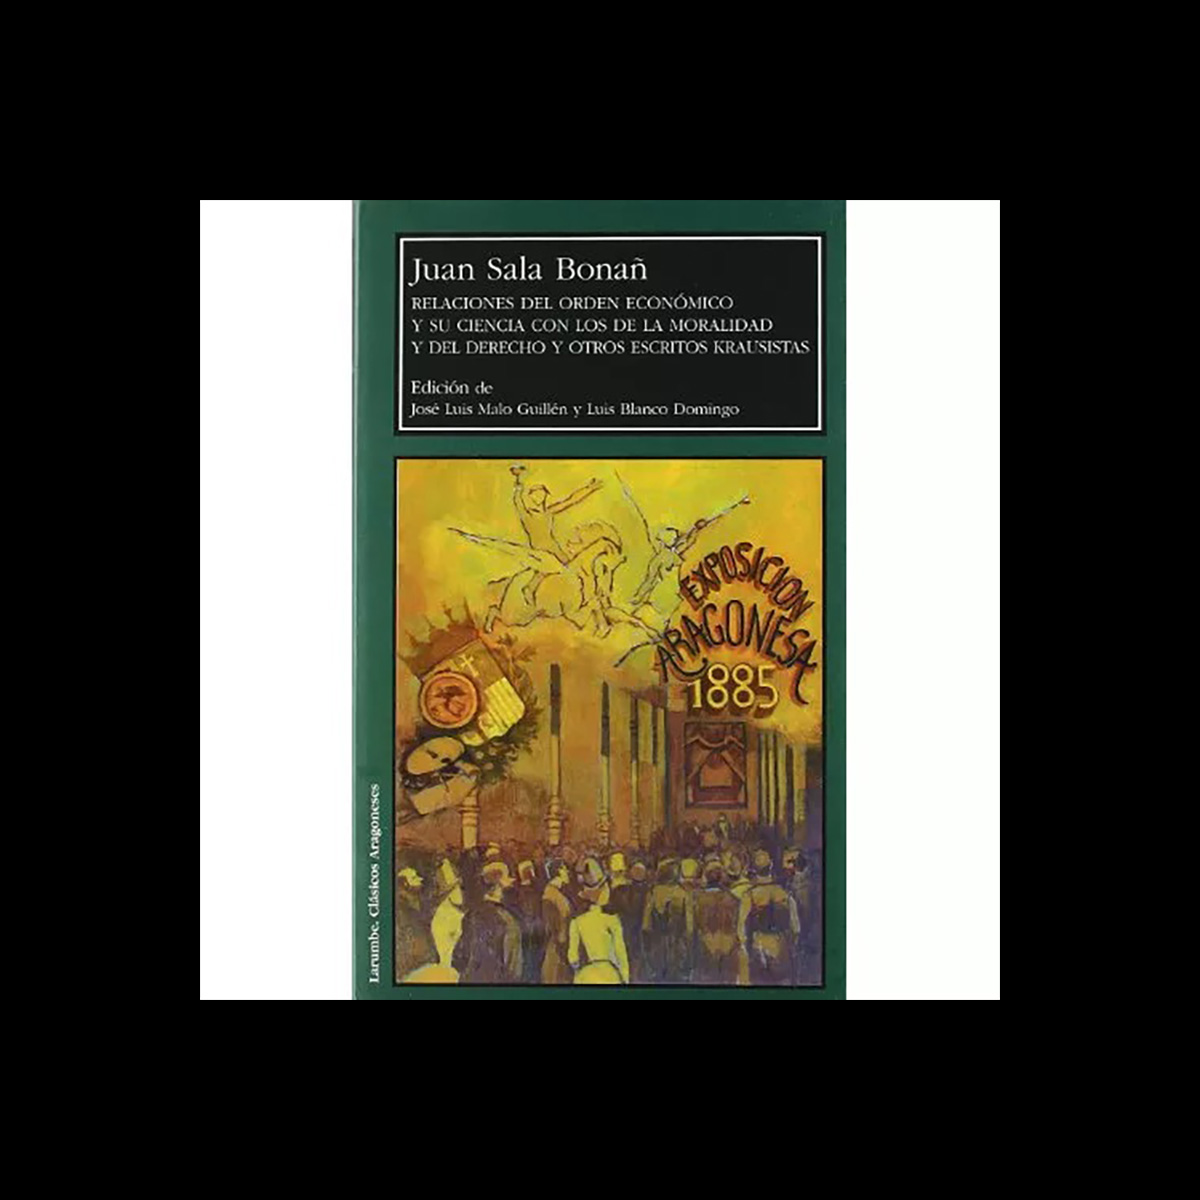 Juan Sala Bonañ
RELACIONES DEL ORDEN ECONÓMICO
Y SU CIENCIA CON LOS DE LA MORALIDAD
Y DEL DERECHO Y OTROS ESCRITOS KRAUSISTAS
Edición de
José Luis Malo Guillén y Luis Blanco Domingo
EXPOSICION
ARAGONESA
1885
Larumbe. Clásicos Aragoneses